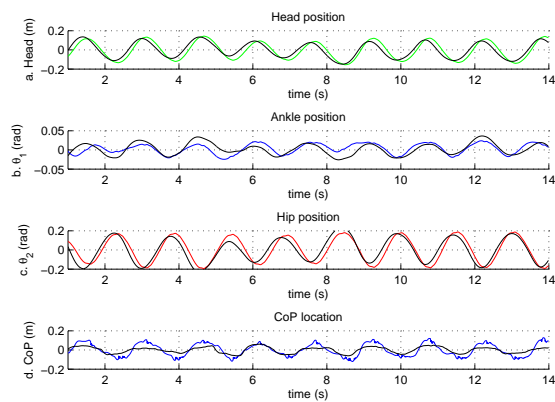 Head position
0.2
0
−0.2
a. Head (m)
2 4 6 8 10 12 14
time (s)
Ankle position
0.05
0
−0.05
b. θ1 (rad)
2 4 6 8 10 12 14
time (s)
Hip position
0.2
0
−0.2
c. θ2 (rad)
2 4 6 8 10 12 14
time (s)
CoP location
0.2
0
−0.2
d. CoP (m)
2 4 6 8 10 12 14
time (s)